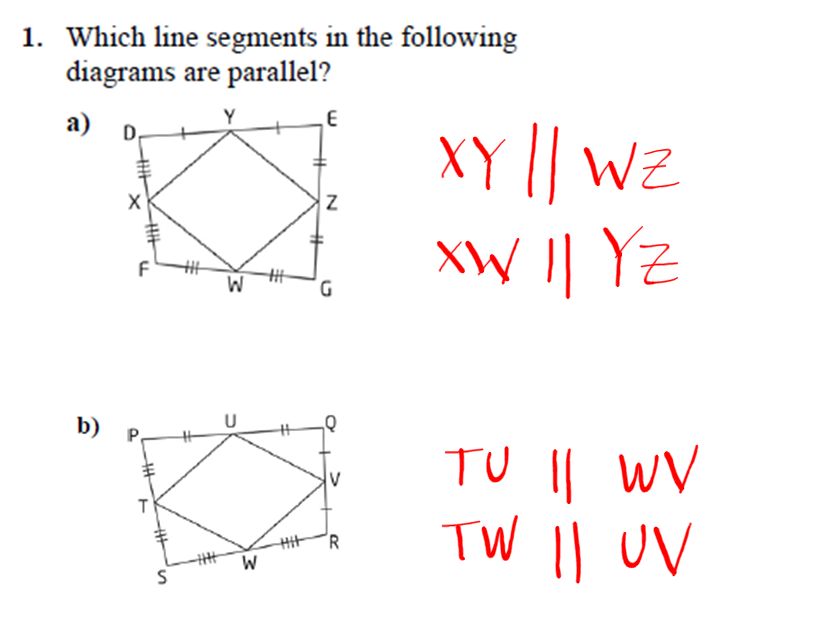 1. Which line segments in the following
diagrams are parallel?
a)
D Y E
X Z
F W G
XY || WZ
XW || YZ
b)
P U Q
T V
S W R
TU || WV
TW || UV